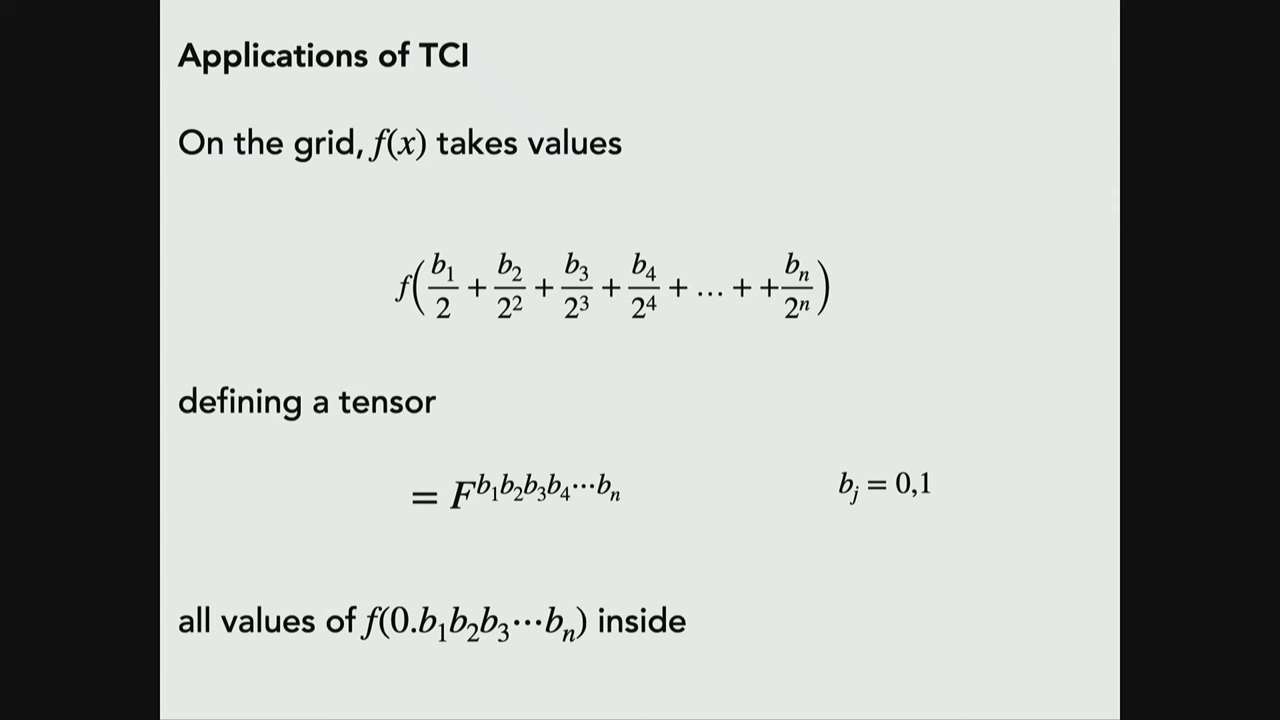 Applications of TCI
On the grid, f(x) takes values
f(b₁/2 + b₂/2² + b₃/2³ + b₄/2⁴ + … + +bₙ/2ⁿ)
defining a tensor
= F^{b₁b₂b₃b₄⋯bₙ} b_j = 0,1
all values of f(0.b₁b₂b₃⋯bₙ) inside